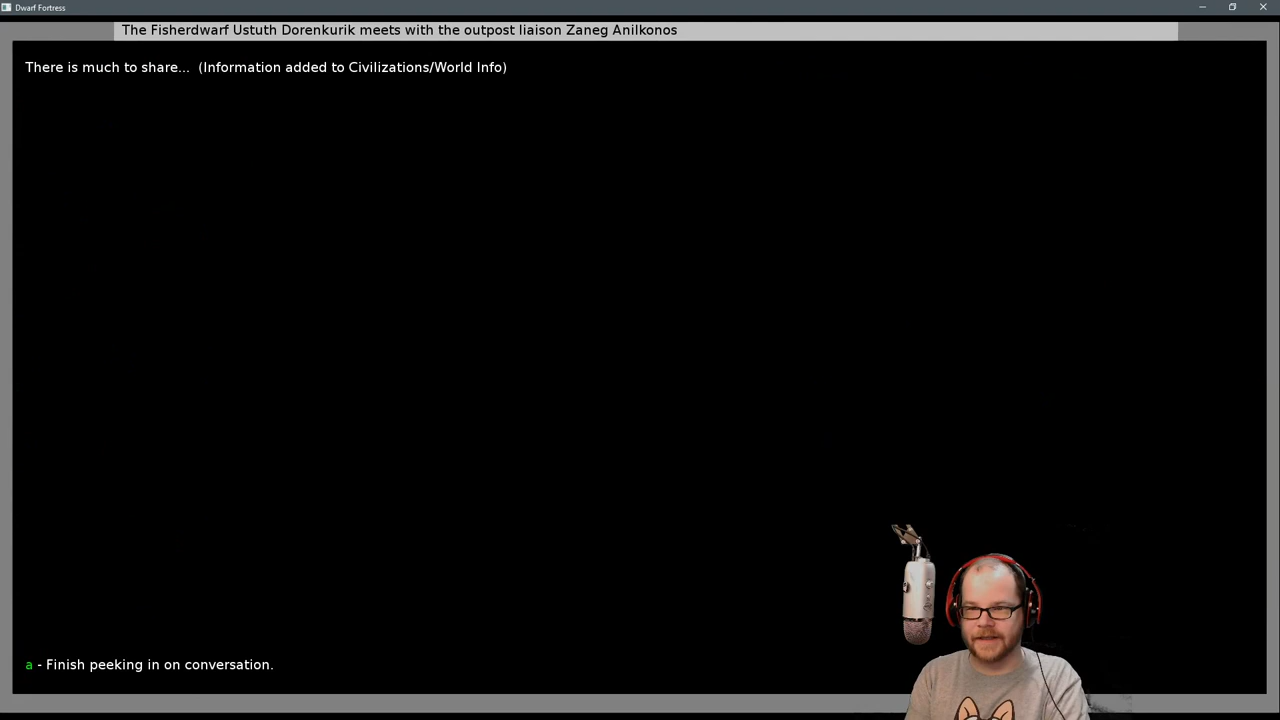 Dwarf Fortress
The Fisherdwarf Ustuth Dorenkurik meets with the outpost liaison Zaneg Anilkonos
There is much to share...  (Information added to Civilizations/World Info)
a - Finish peeking in on conversation.